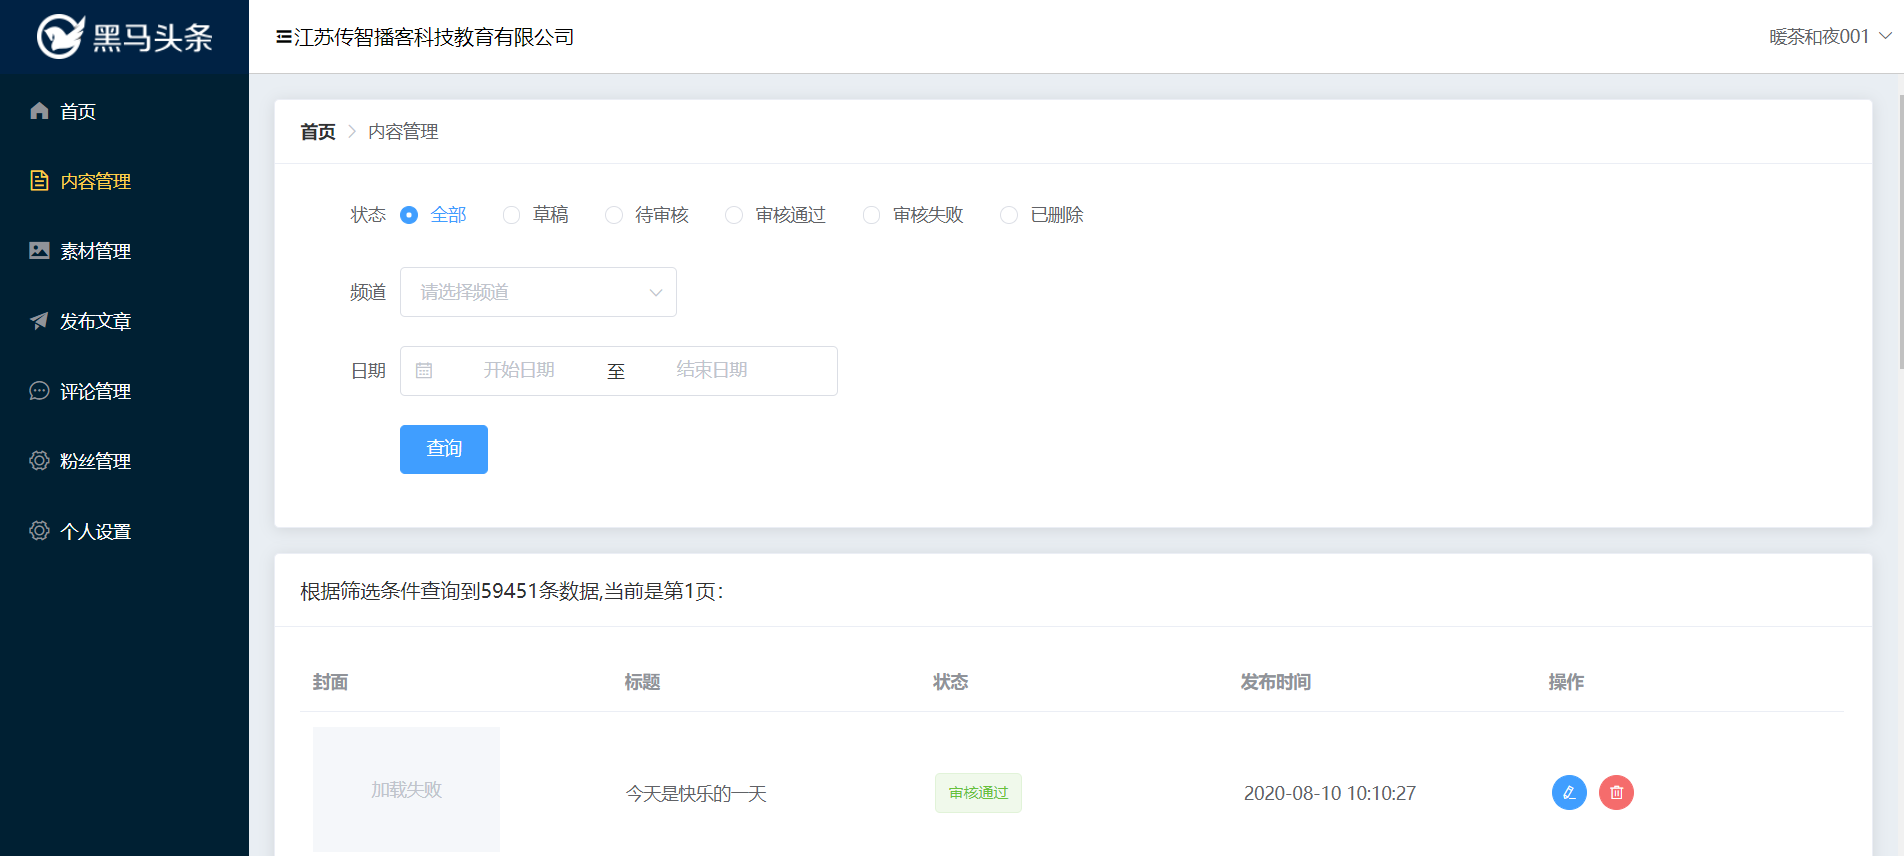 黑马头条
江苏传智播客科技教育有限公司
暖茶和夜001
首页
内容管理
素材管理
发布文章
评论管理
粉丝管理
个人设置
首页 内容管理
状态 全部 草稿 待审核 审核通过 审核失败 已删除
频道 请选择频道
日期 开始日期 至 结束日期
查询
根据筛选条件查询到59451条数据,当前是第1页:
封面 标题 状态 发布时间 操作
加载失败 今天是快乐的一天 审核通过 2020-08-10 10:10:27